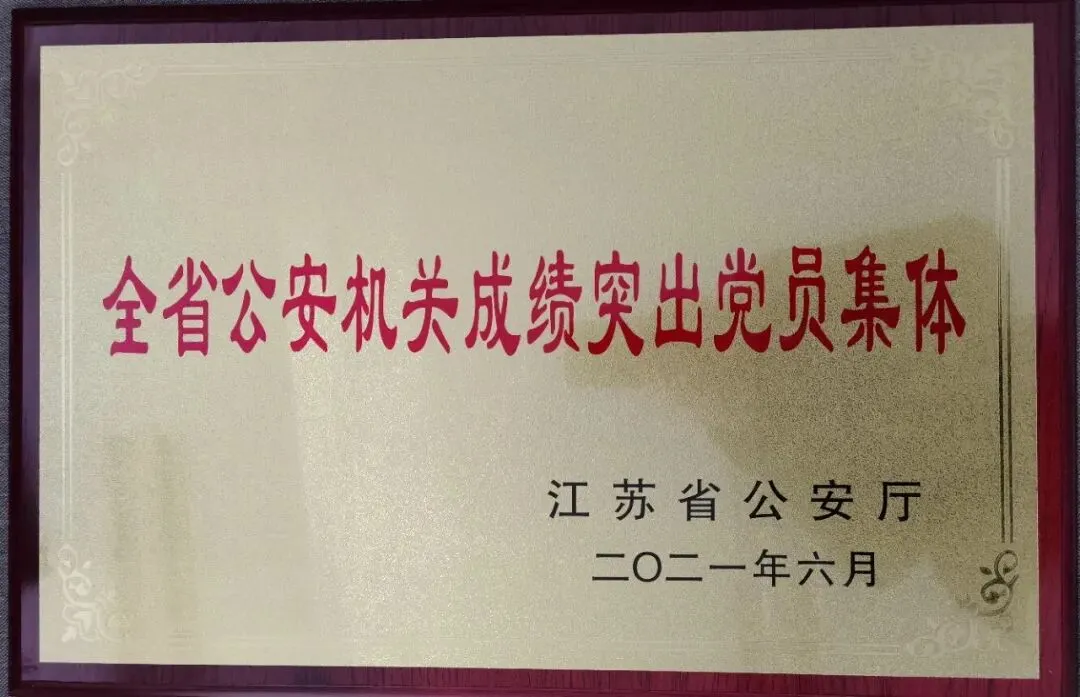 全省公安机关成绩突出党员集体
江苏省公安厅
二〇二一年六月